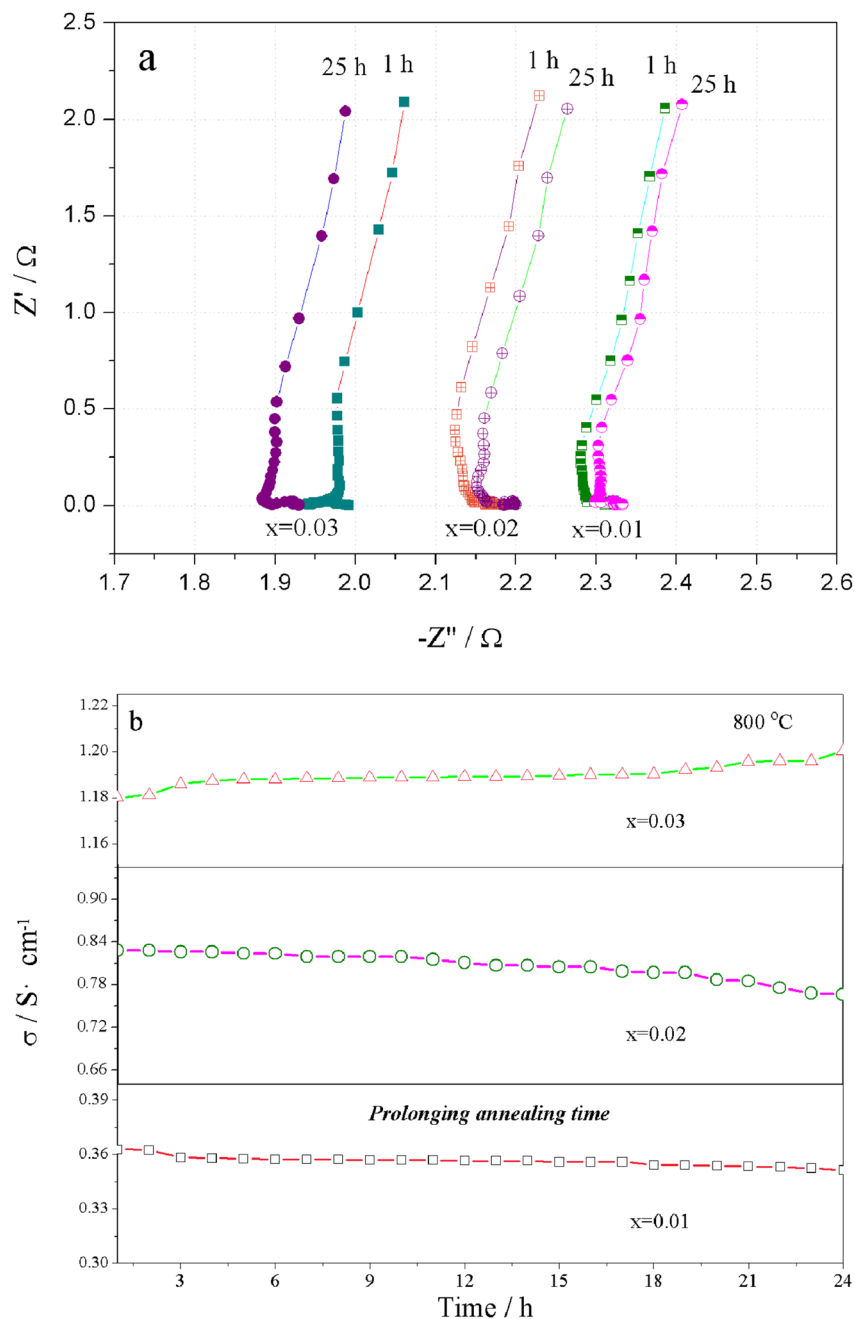 a
2.5
2.0
1.5
1.0
0.5
0.0
Z' / Ω
25 h
1 h
1 h
25 h
1 h
25 h
x=0.03
x=0.02
x=0.01
1.7 1.8 1.9 2.0 2.1 2.2 2.3 2.4 2.5 2.6
-Z" / Ω
b
800 °C
1.22
1.20
1.18
1.16
x=0.03
0.90
0.84
0.78
0.72
0.66
x=0.02
σ / S· cm⁻¹
Prolonging annealing time
0.39
0.36
0.33
0.30
x=0.01
3 6 9 12 15 18 21 24
Time / h